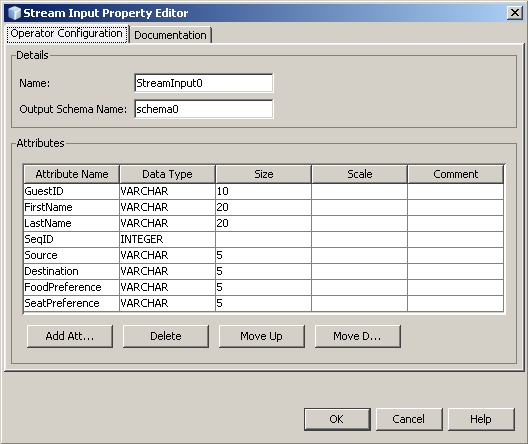 Stream Input Property Editor
Operator Configuration Documentation
Details
Name: StreamInput0
Output Schema Name: schema0
Attributes
Attribute Name Data Type Size Scale Comment
GuestID VARCHAR 10
FirstName VARCHAR 20
LastName VARCHAR 20
SeqID INTEGER
Source VARCHAR 5
Destination VARCHAR 5
FoodPreference VARCHAR 5
SeatPreference VARCHAR 5
Add Att... Delete Move Up Move D...
OK Cancel Help